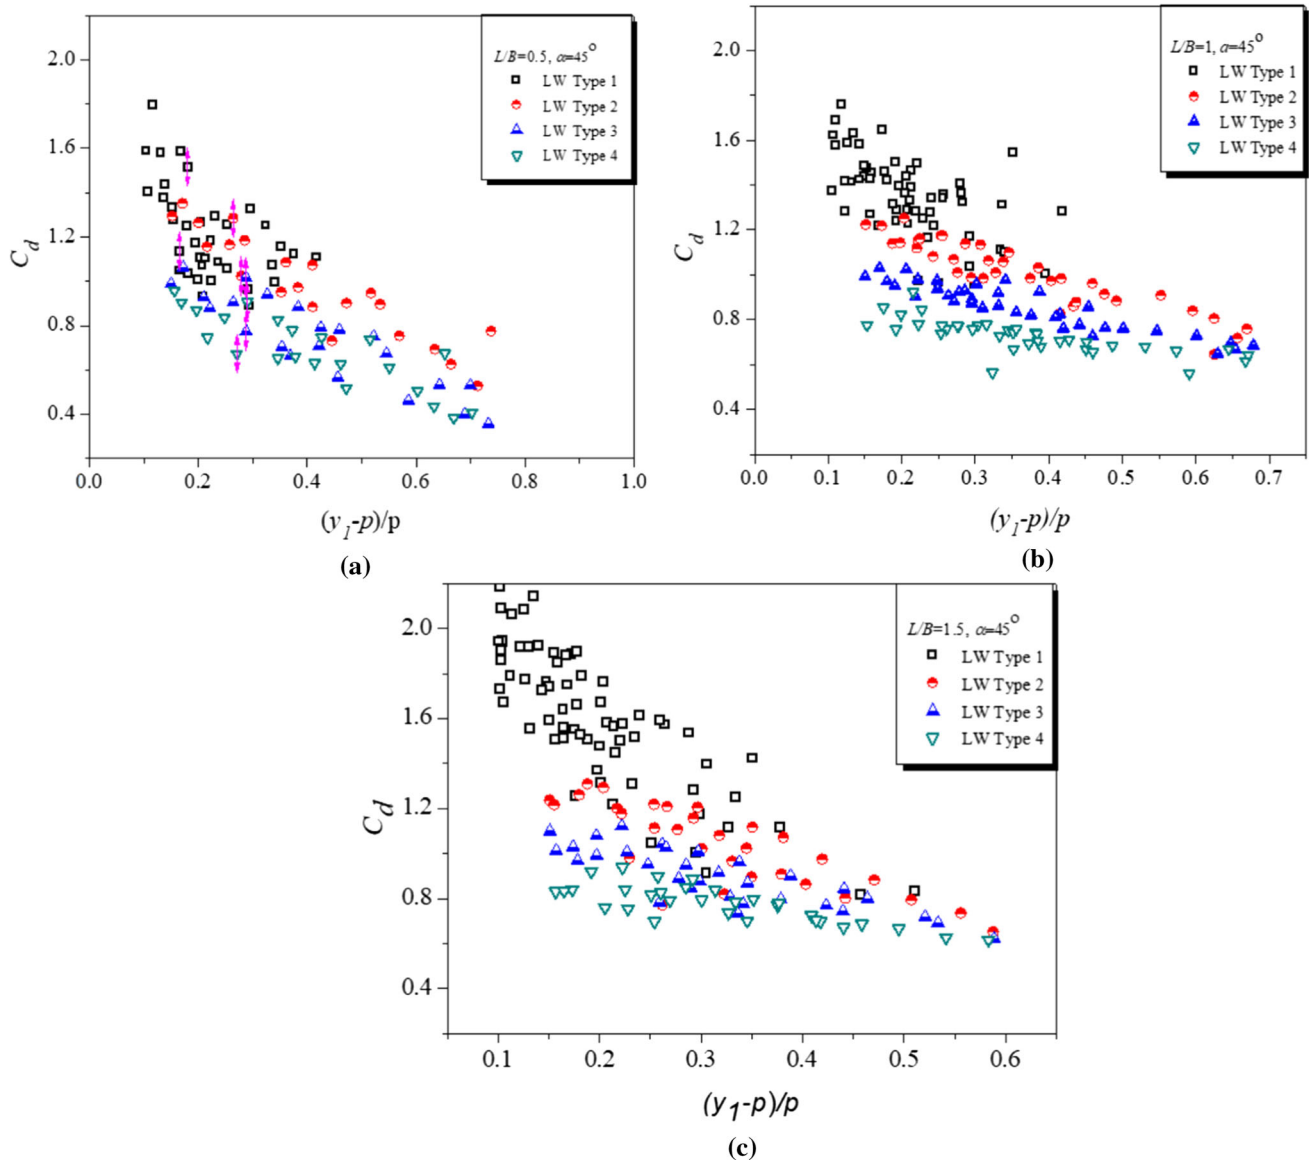 L/B=0.5, α=45°
LW Type 1
LW Type 2
LW Type 3
LW Type 4
2.0
1.6
1.2
0.8
0.4
C_d
0.0 0.2 0.4 0.6 0.8 1.0
(y_1-p)/p
(a)
L/B=1, α=45°
LW Type 1
LW Type 2
LW Type 3
LW Type 4
2.0
1.6
1.2
0.8
0.4
C_d
0.0 0.1 0.2 0.3 0.4 0.5 0.6 0.7
(y_1-p)/p
(b)
L/B=1.5, α=45°
LW Type 1
LW Type 2
LW Type 3
LW Type 4
2.0
1.6
1.2
0.8
0.4
C_d
0.1 0.2 0.3 0.4 0.5 0.6
(y_1-p)/p
(c)